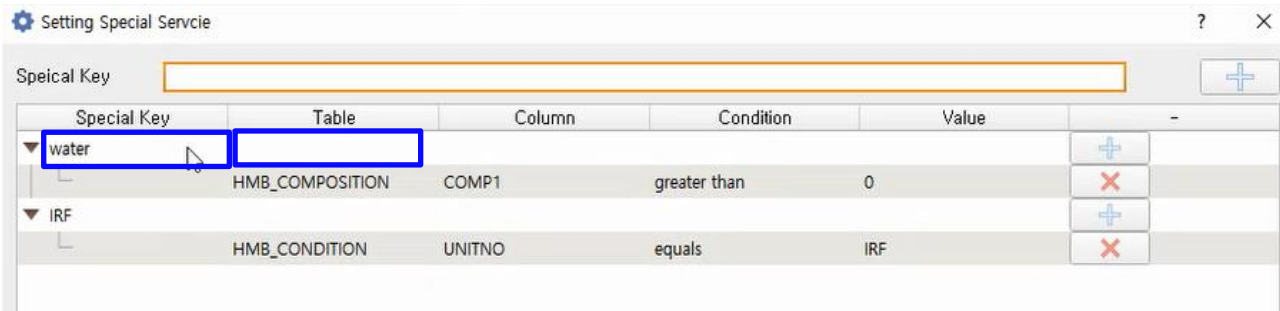 Setting Special Servcie ?
Speical Key
Special Key Table Column Condition Value -
water
HMB_COMPOSITION COMP1 greater than 0
IRF
HMB_CONDITION UNITNO equals IRF